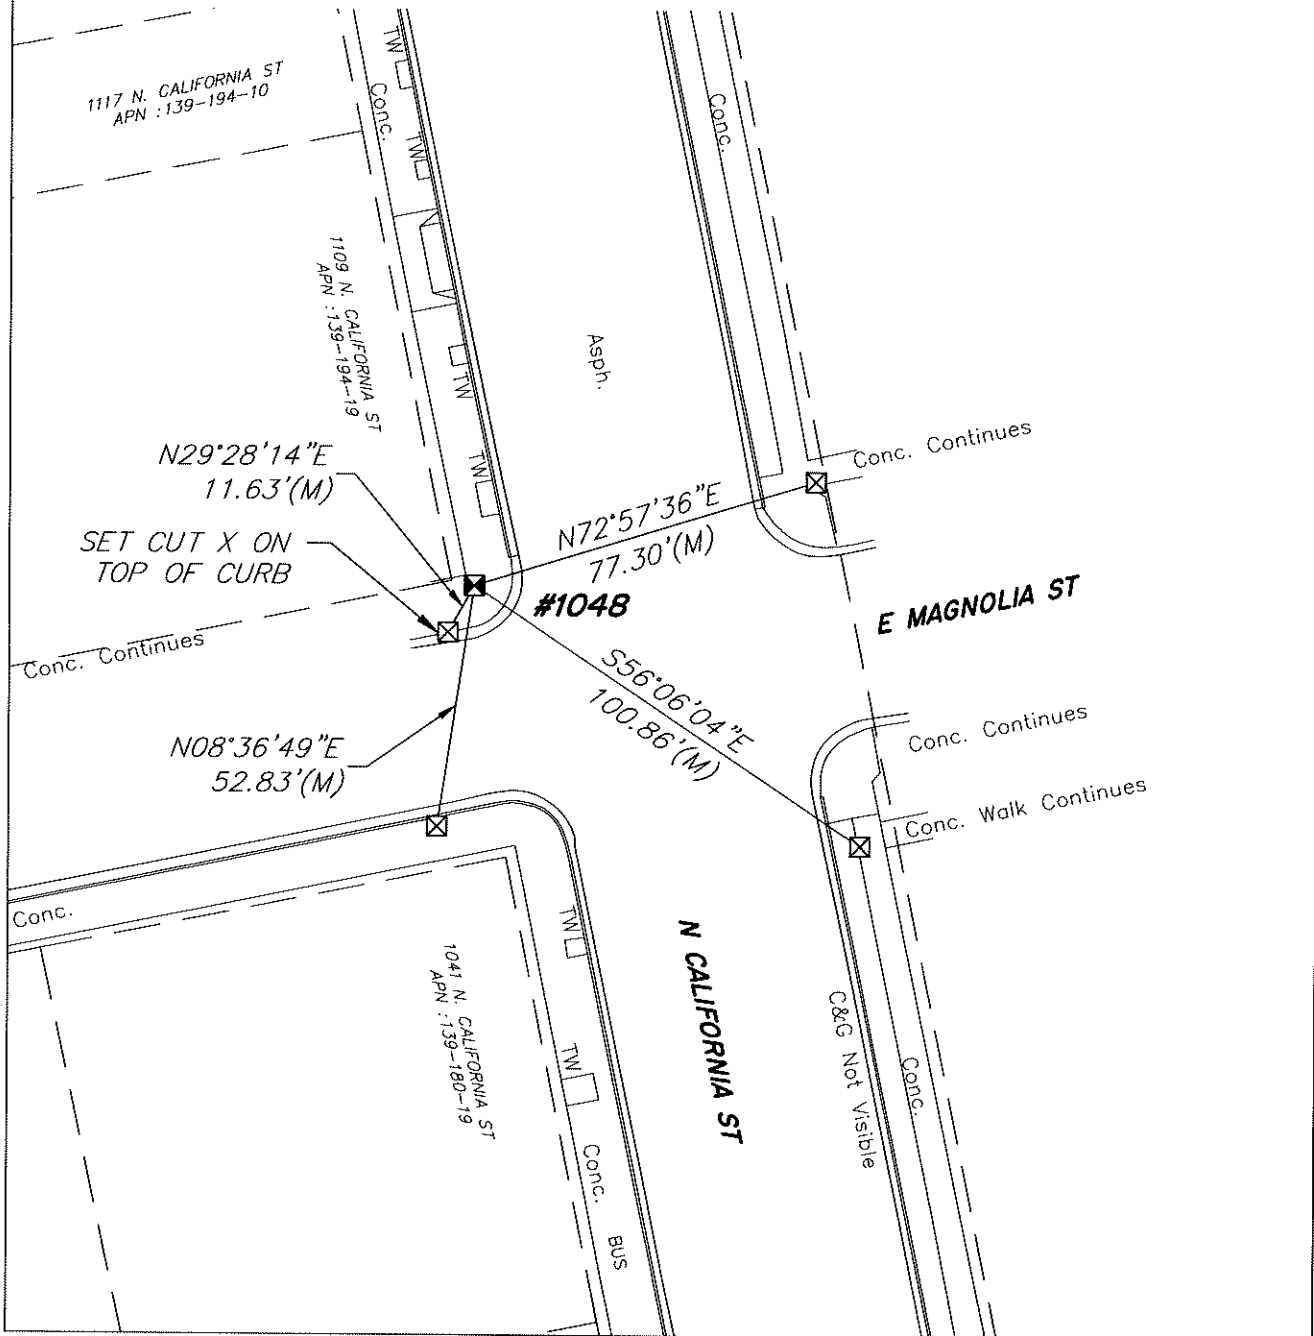 TW
Conc.
Conc.
1117 N. CALIFORNIA ST
APN :139-194-10
TW
1109 N. CALIFORNIA ST
APN :139-194-19
Asph.
TW
N29°28'14"E
11.63'(M)
TW
Conc. Continues
N72°57'36"E
77.30'(M)
SET CUT X ON
TOP OF CURB
#1048
E MAGNOLIA ST
Conc. Continues
S56°06'04"E
100.86'(M)
N08°36'49"E
52.83'(M)
Conc. Continues
Conc. Walk Continues
Conc.
TW
N CALIFORNIA ST
1041 N. CALIFORNIA ST
APN :139-180-19
C&G Not Visible
TW
Conc.
Conc.
BUS